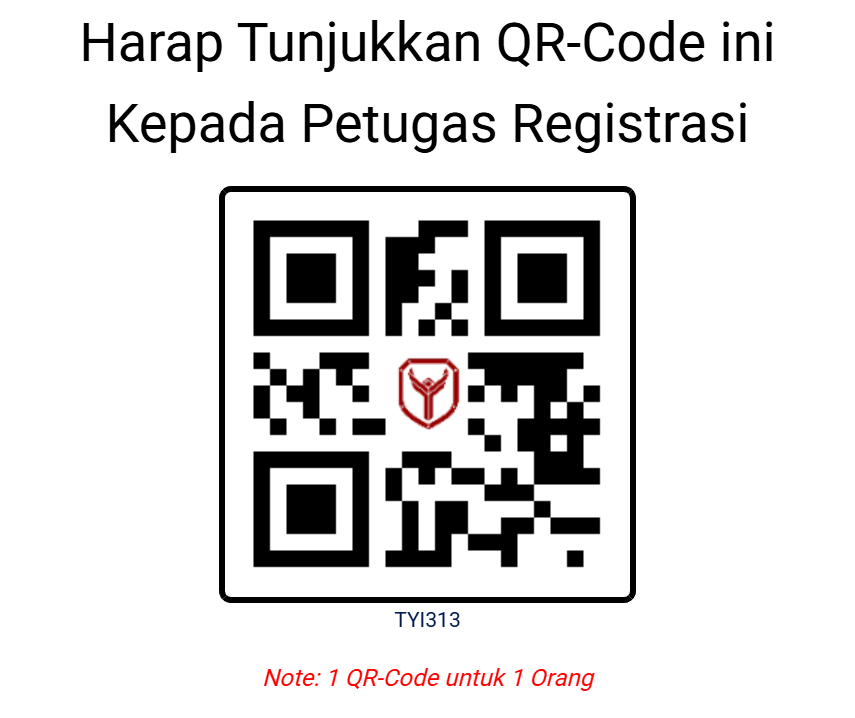 Harap Tunjukkan QR-Code ini
Kepada Petugas Registrasi
TYI313
Note: 1 QR-Code untuk 1 Orang